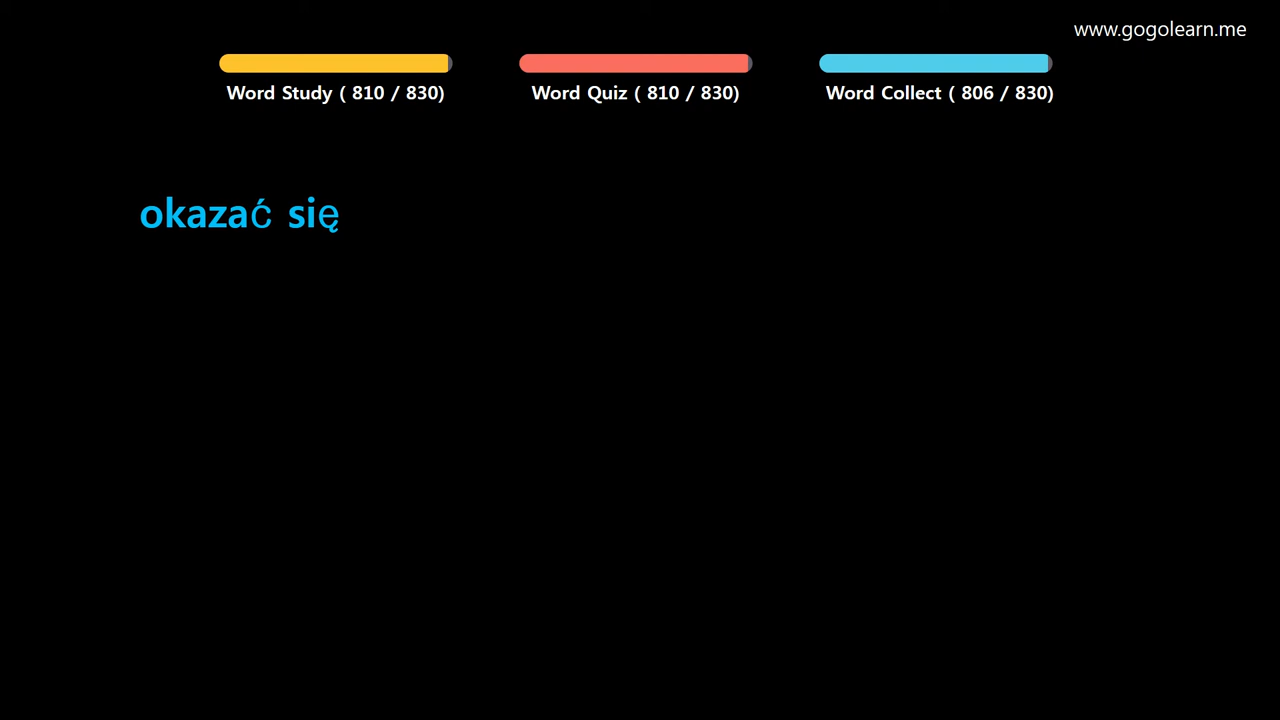 www.gogolearn.me
Word Study ( 810 / 830)
Word Quiz ( 810 / 830)
Word Collect ( 806 / 830)
okazać się